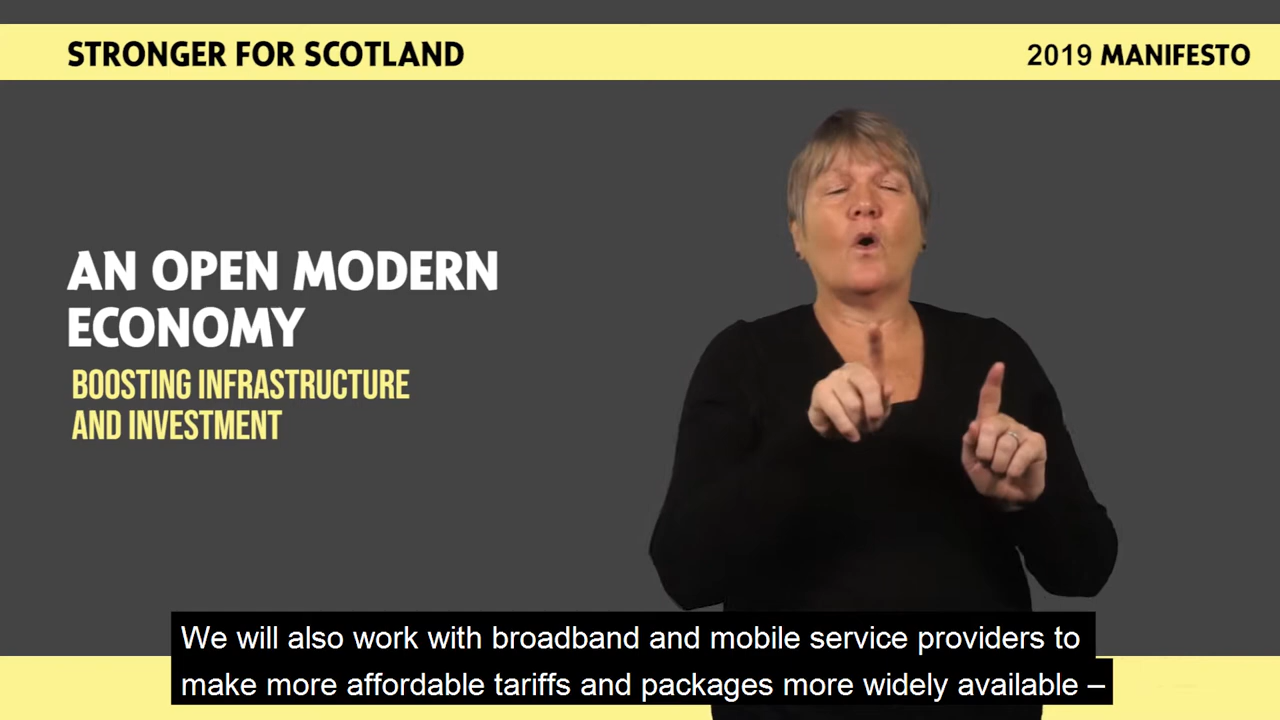 STRONGER FOR SCOTLAND
2019 MANIFESTO
AN OPEN MODERN
ECONOMY
BOOSTING INFRASTRUCTURE
AND INVESTMENT
We will also work with broadband and mobile service providers to
make more affordable tariffs and packages more widely available –